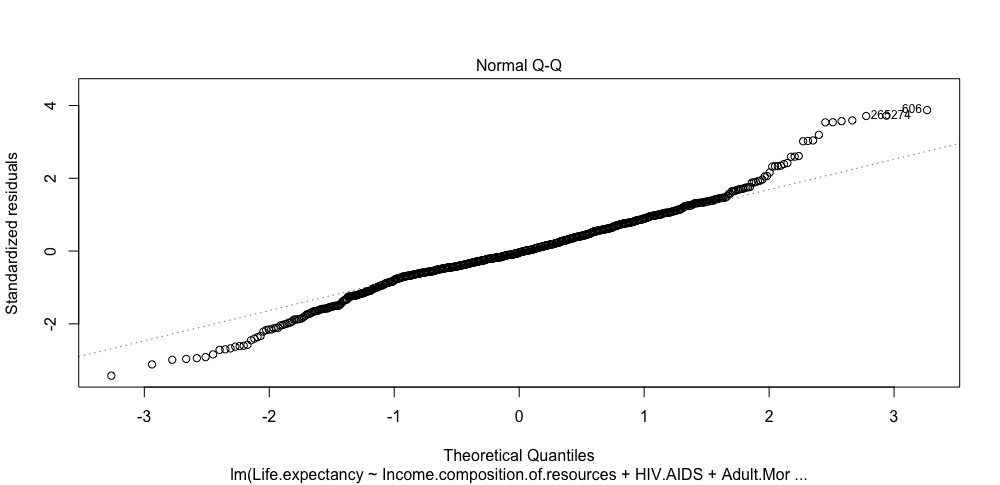 Normal Q-Q
Standardized residuals
4
2
0
-2
606
265274
-3 -2 -1 0 1 2 3
Theoretical Quantiles
lm(Life.expectancy ~ Income.composition.of.resources + HIV.AIDS + Adult.Mor ...